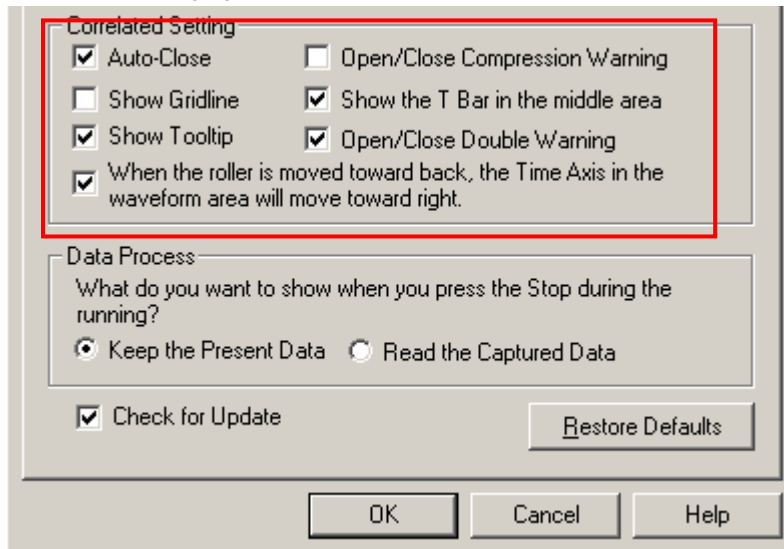 Correlated Setting
Auto-Close Open/Close Compression Warning
Show Gridline Show the T Bar in the middle area
Show Tooltip Open/Close Double Warning
When the roller is moved toward back, the Time Axis in the
waveform area will move toward right.
Data Process
What do you want to show when you press the Stop during the
running?
Keep the Present Data Read the Captured Data
Check for Update Restore Defaults
OK Cancel Help